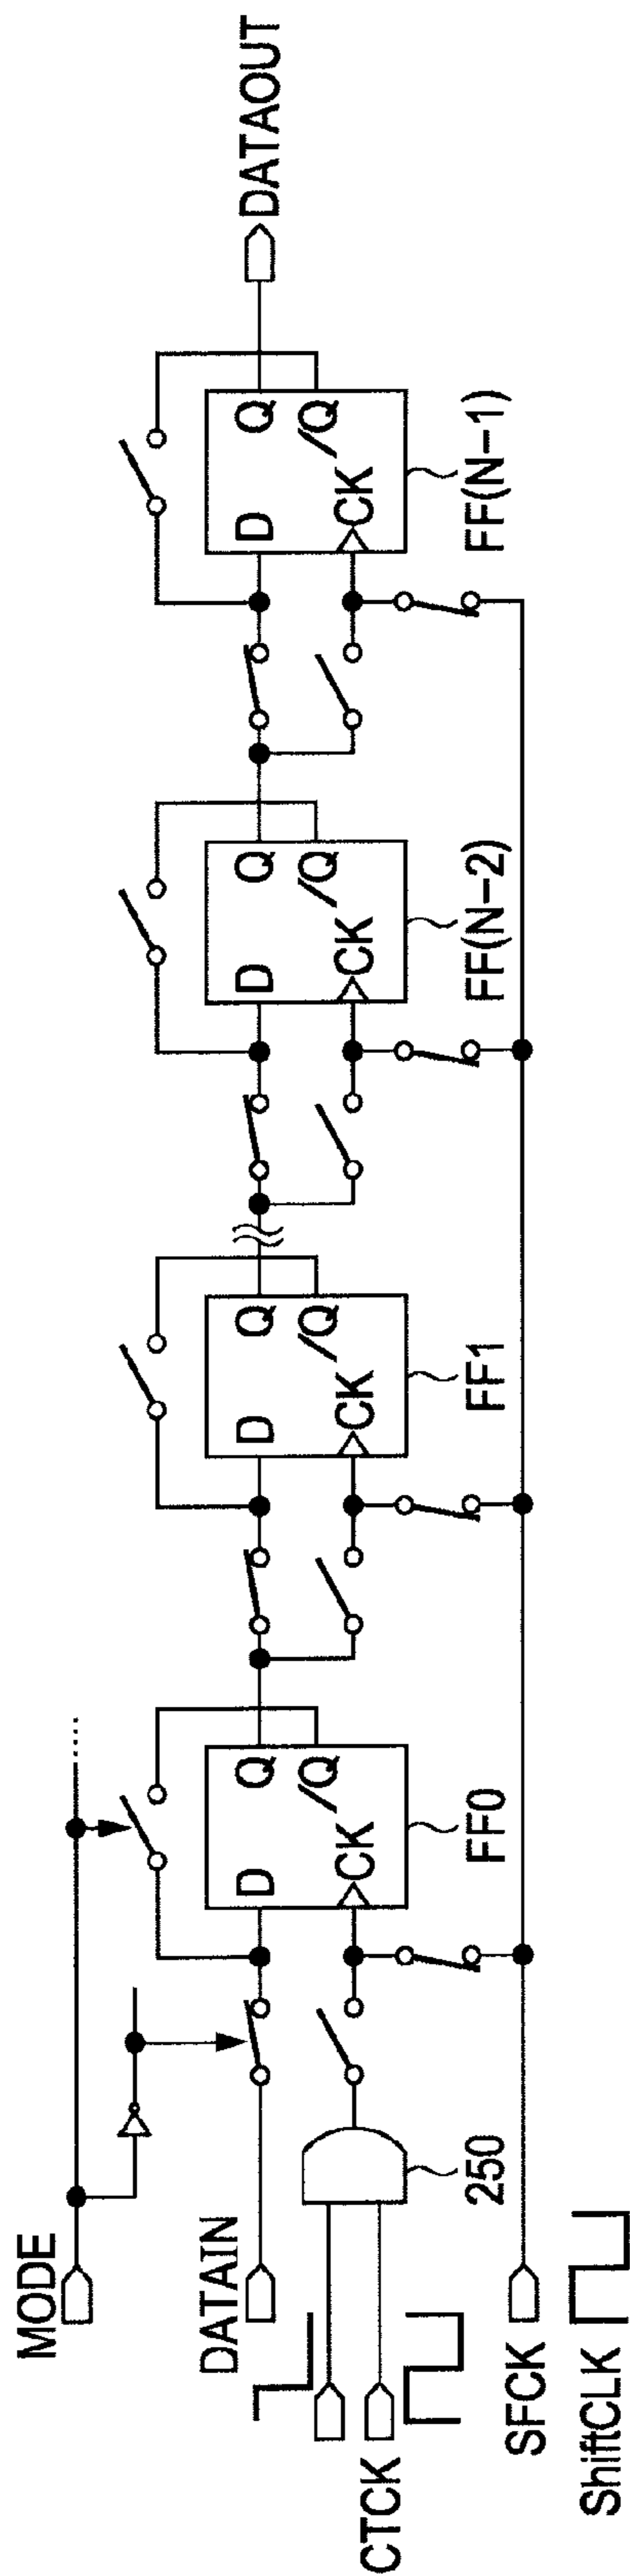 MODE
DATAIN
CTCK
250
SFCK
ShiftCLK
D
Q
/Q
CK
FF0
D
Q
/Q
CK
FF1
D
Q
/Q
CK
FF(N−2)
D
Q
/Q
CK
FF(N−1)
DATAOUT